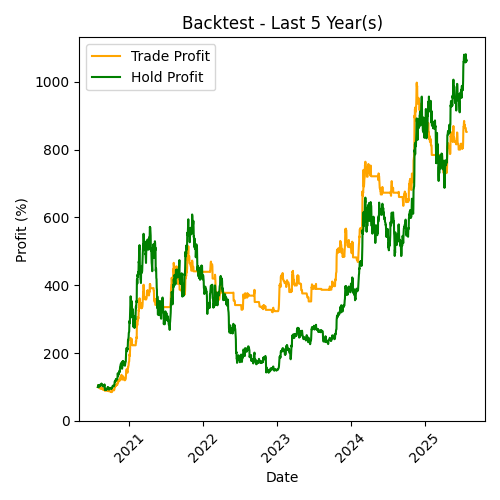 Backtest - Last 5 Year(s)
Trade Profit
Hold Profit
Profit (%)
1000
800
600
400
200
0
2021
2022
2023
2024
2025
Date